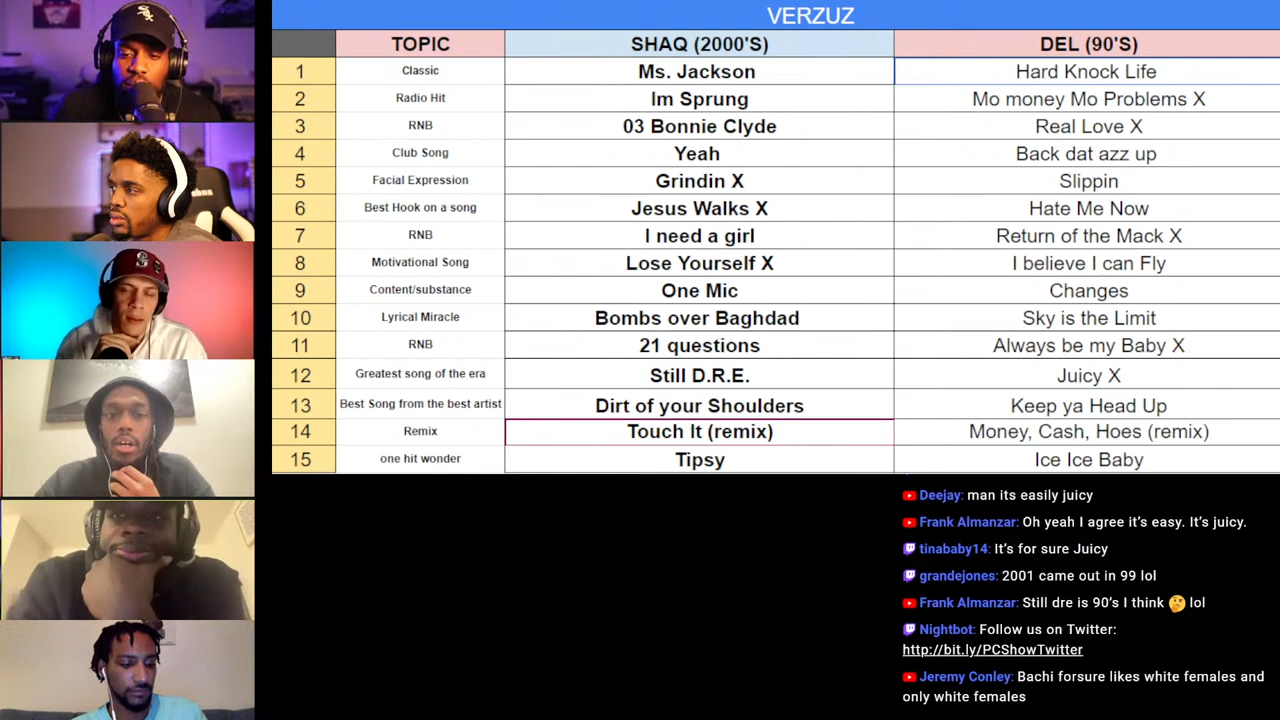 VERZUZ
TOPIC SHAQ (2000'S) DEL (90'S)
1 Classic Ms. Jackson Hard Knock Life
2 Radio Hit Im Sprung Mo money Mo Problems X
3 RNB 03 Bonnie Clyde Real Love X
4 Club Song Yeah Back dat azz up
5 Facial Expression Grindin X Slippin
6 Best Hook on a song Jesus Walks X Hate Me Now
7 RNB I need a girl Return of the Mack X
8 Motivational Song Lose Yourself X I believe I can Fly
9 Content/substance One Mic Changes
10 Lyrical Miracle Bombs over Baghdad Sky is the Limit
11 RNB 21 questions Always be my Baby X
12 Greatest song of the era Still D.R.E. Juicy X
13 Best Song from the best artist Dirt of your Shoulders Keep ya Head Up
14 Remix Touch It (remix) Money, Cash, Hoes (remix)
15 one hit wonder Tipsy Ice Ice Baby
Deejay: man its easily juicy
Frank Almanzar: Oh yeah I agree it's easy. It's juicy.
tinababy14: It's for sure Juicy
grandejones: 2001 came out in 99 lol
Frank Almanzar: Still dre is 90's I think 🤔 lol
Nightbot: Follow us on Twitter:
http://bit.ly/PCShowTwitter
Jeremy Conley: Bachi forsure likes white females and
only white females